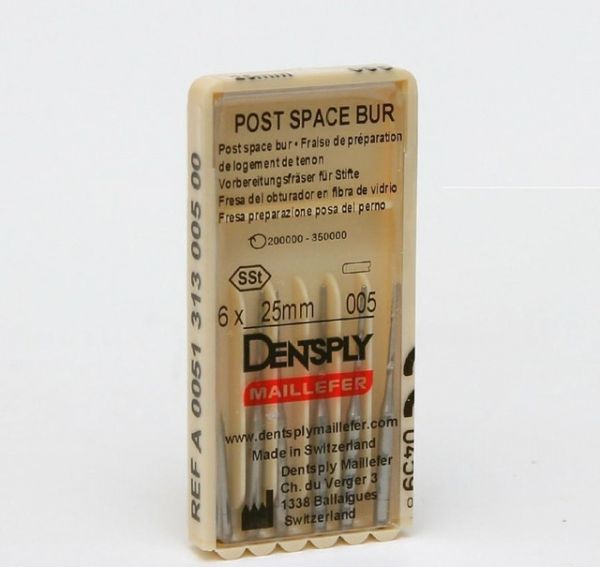 25mm
POST SPACE BUR
Post space bur • Fraise de préparation
de logement de tenon
Vorbereitungsfräser für Stifte
Fresa del obturador en fibra de vidrio
Fresa preparazione posa del perno
200000 - 350000
SSt
6 x 25mm 005
DENTSPLY
MAILLEFER
www.dentsplymaillefer.com
Made in Switzerland
Dentsply Maillefer
Ch. du Verger 3
1338 Ballaigues
Switzerland
REF A 0051 313 005 00
0459